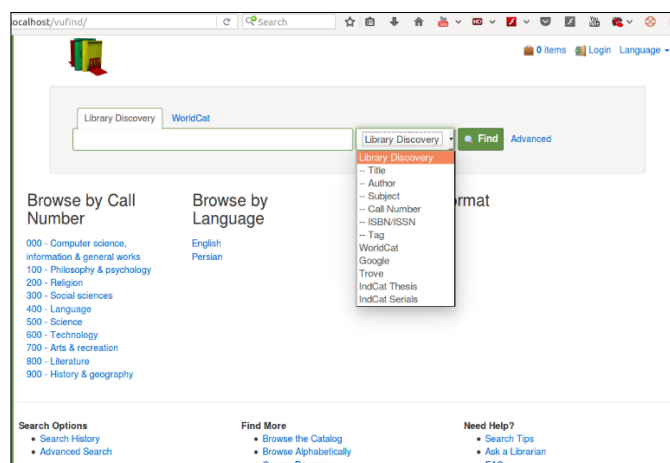 ocalhost/vufind/
Search
0 items Login Language
Library Discovery WorldCat
Library Discovery Find Advanced
Library Discovery
-- Title
-- Author
-- Subject
-- Call Number
-- ISBN/ISSN
-- Tag
WorldCat
Google
Trove
IndCat Thesis
IndCat Serials
Browse by Call
Number
000 - Computer science,
information & general works
100 - Philosophy & psychology
200 - Religion
300 - Social sciences
400 - Language
500 - Science
600 - Technology
700 - Arts & recreation
800 - Literature
900 - History & geography
Browse by
Language
English
Persian
rmat
Search Options
Search History
Advanced Search
Find More
Browse the Catalog
Browse Alphabetically
Need Help?
Search Tips
Ask a Librarian